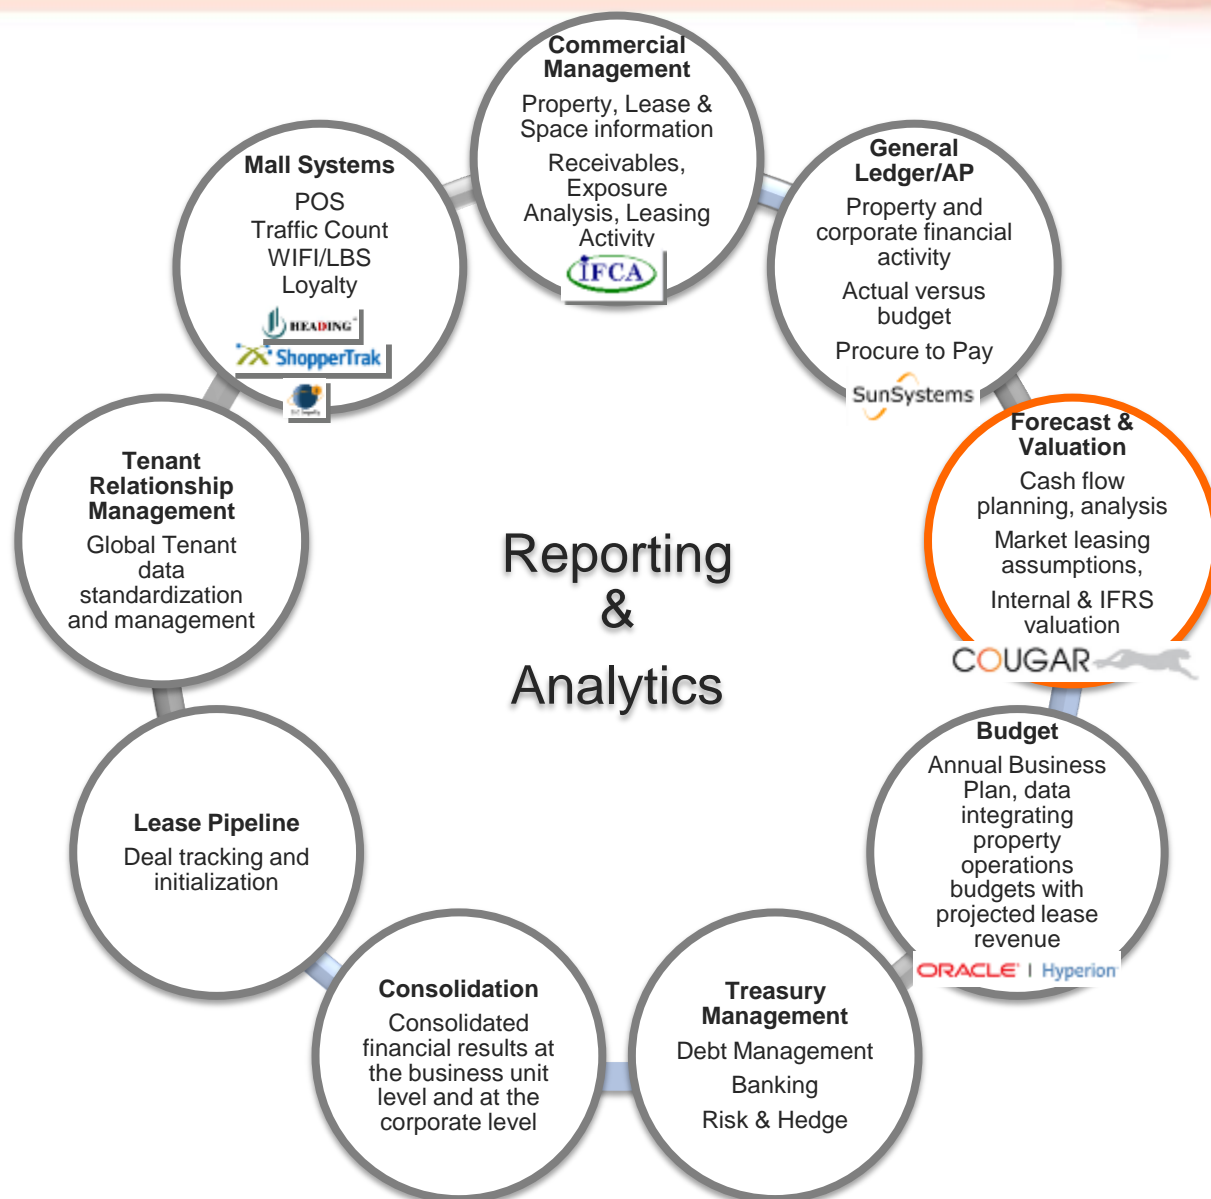 Commercial
Management
Property, Lease &
Space information
Receivables,
Exposure
Analysis, Leasing
Activity
IFCA
General
Ledger/AP
Property and
corporate financial
activity
Actual versus
budget
Procure to Pay
SunSystems
Forecast &
Valuation
Cash flow
planning, analysis
Market leasing
assumptions,
Internal & IFRS
valuation
COUGAR
Budget
Annual Business
Plan, data
integrating
property
operations
budgets with
projected lease
revenue
ORACLE | Hyperion
Treasury
Management
Debt Management
Banking
Risk & Hedge
Consolidation
Consolidated
financial results at
the business unit
level and at the
corporate level
Lease Pipeline
Deal tracking and
initialization
Tenant
Relationship
Management
Global Tenant
data
standardization
and management
Mall Systems
POS
Traffic Count
WIFI/LBS
Loyalty
HEADING
ShopperTrak
Reporting
&
Analytics